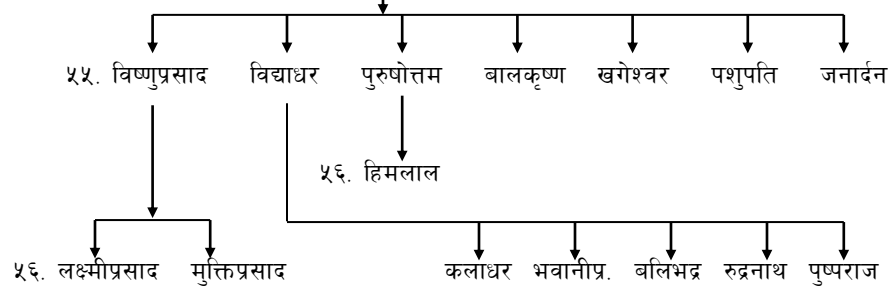 ५५. विष्णुप्रसाद विद्याधर पुरुषोत्तम बालकृष्ण खगेश्वर पशुपति जनार्दन
५६. हिमलाल
५६. लक्ष्मीप्रसाद मुक्तिप्रसाद कलाधर भवानीप्र. बलिभद्र रुद्रनाथ पुष्पराज